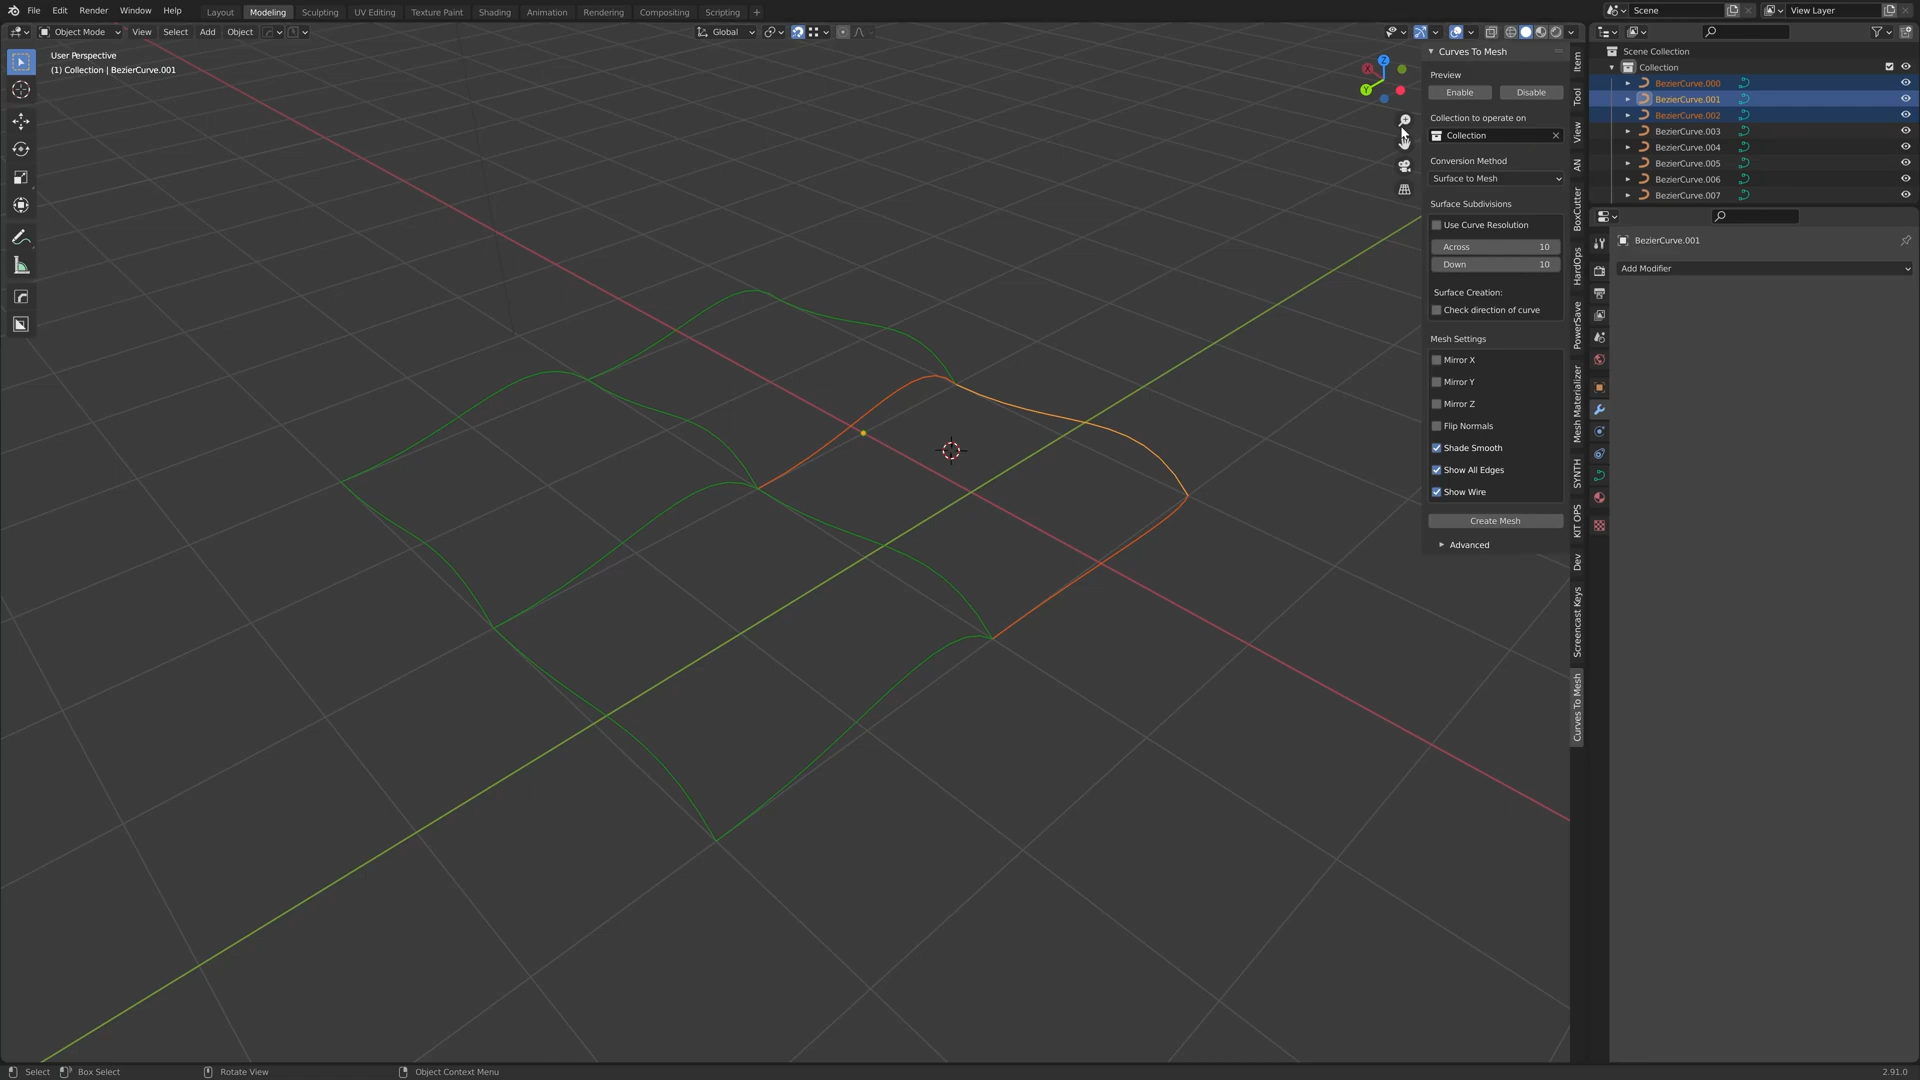 File Edit Render Window Help Layout Modeling Sculpting UV Editing Texture Paint Shading Animation Rendering Compositing Scripting + Scene View Layer
Object Mode View Select Add Object Global
User Perspective
(1) Collection | BezierCurve.001
Z
X
Y
Curves To Mesh
Preview
Enable Disable
Collection to operate on
Collection
Conversion Method
Surface to Mesh
Surface Subdivisions
Use Curve Resolution
Across 10
Down 10
Surface Creation:
Check direction of curve
Mesh Settings
Mirror X
Mirror Y
Mirror Z
Flip Normals
Shade Smooth
Show All Edges
Show Wire
Create Mesh
Advanced
Item
Tool
View
AN
BoxCutter
HardOps
PowerSave
Mesh Materializer
SYNTH
KIT OPS
Dev
Screencast Keys
Curves To Mesh
Scene Collection
Collection
BezierCurve.000
BezierCurve.001
BezierCurve.002
BezierCurve.003
BezierCurve.004
BezierCurve.005
BezierCurve.006
BezierCurve.007
BezierCurve.001
Add Modifier
Select Box Select Rotate View Object Context Menu 2.91.0